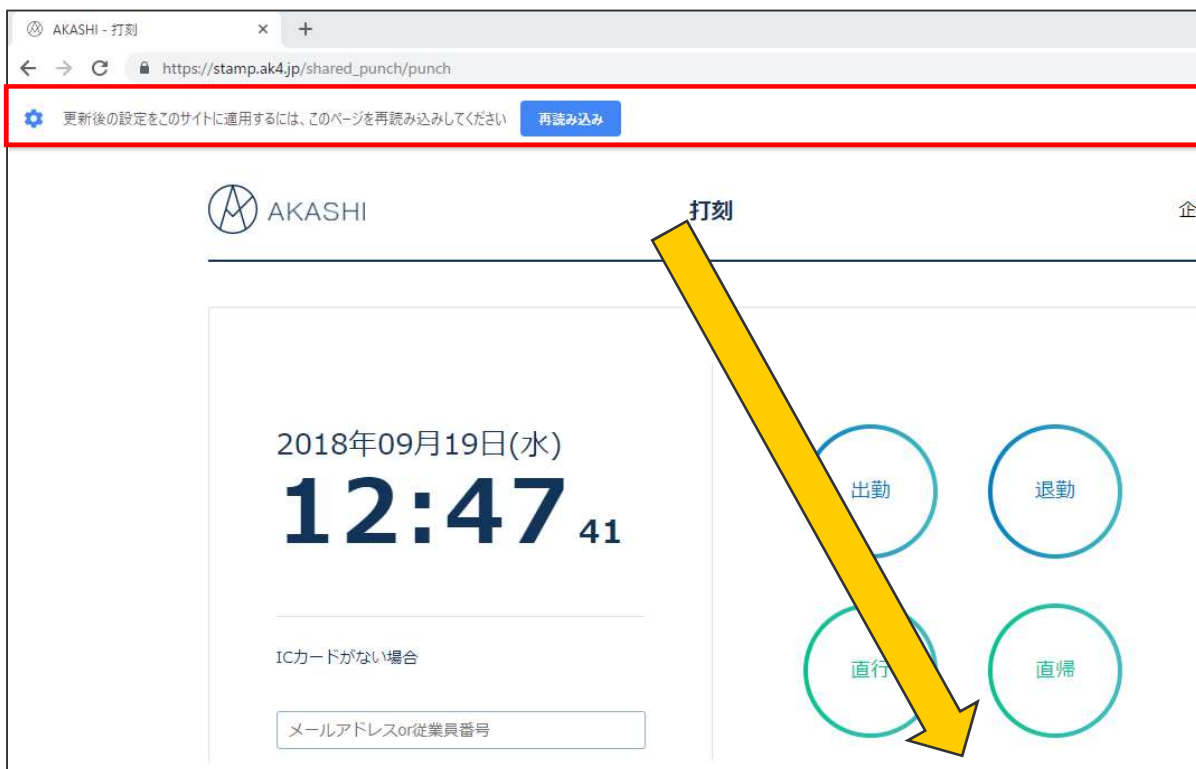 AKASHI - 打刻
https://stamp.ak4.jp/shared_punch/punch
更新後の設定をこのサイトに適用するには、このページを再読み込みしてください 再読み込み
AKASHI 打刻 企
2018年09月19日(水)
12:47 41
出勤 退勤
ICカードがない場合
直行 直帰
メールアドレスor従業員番号